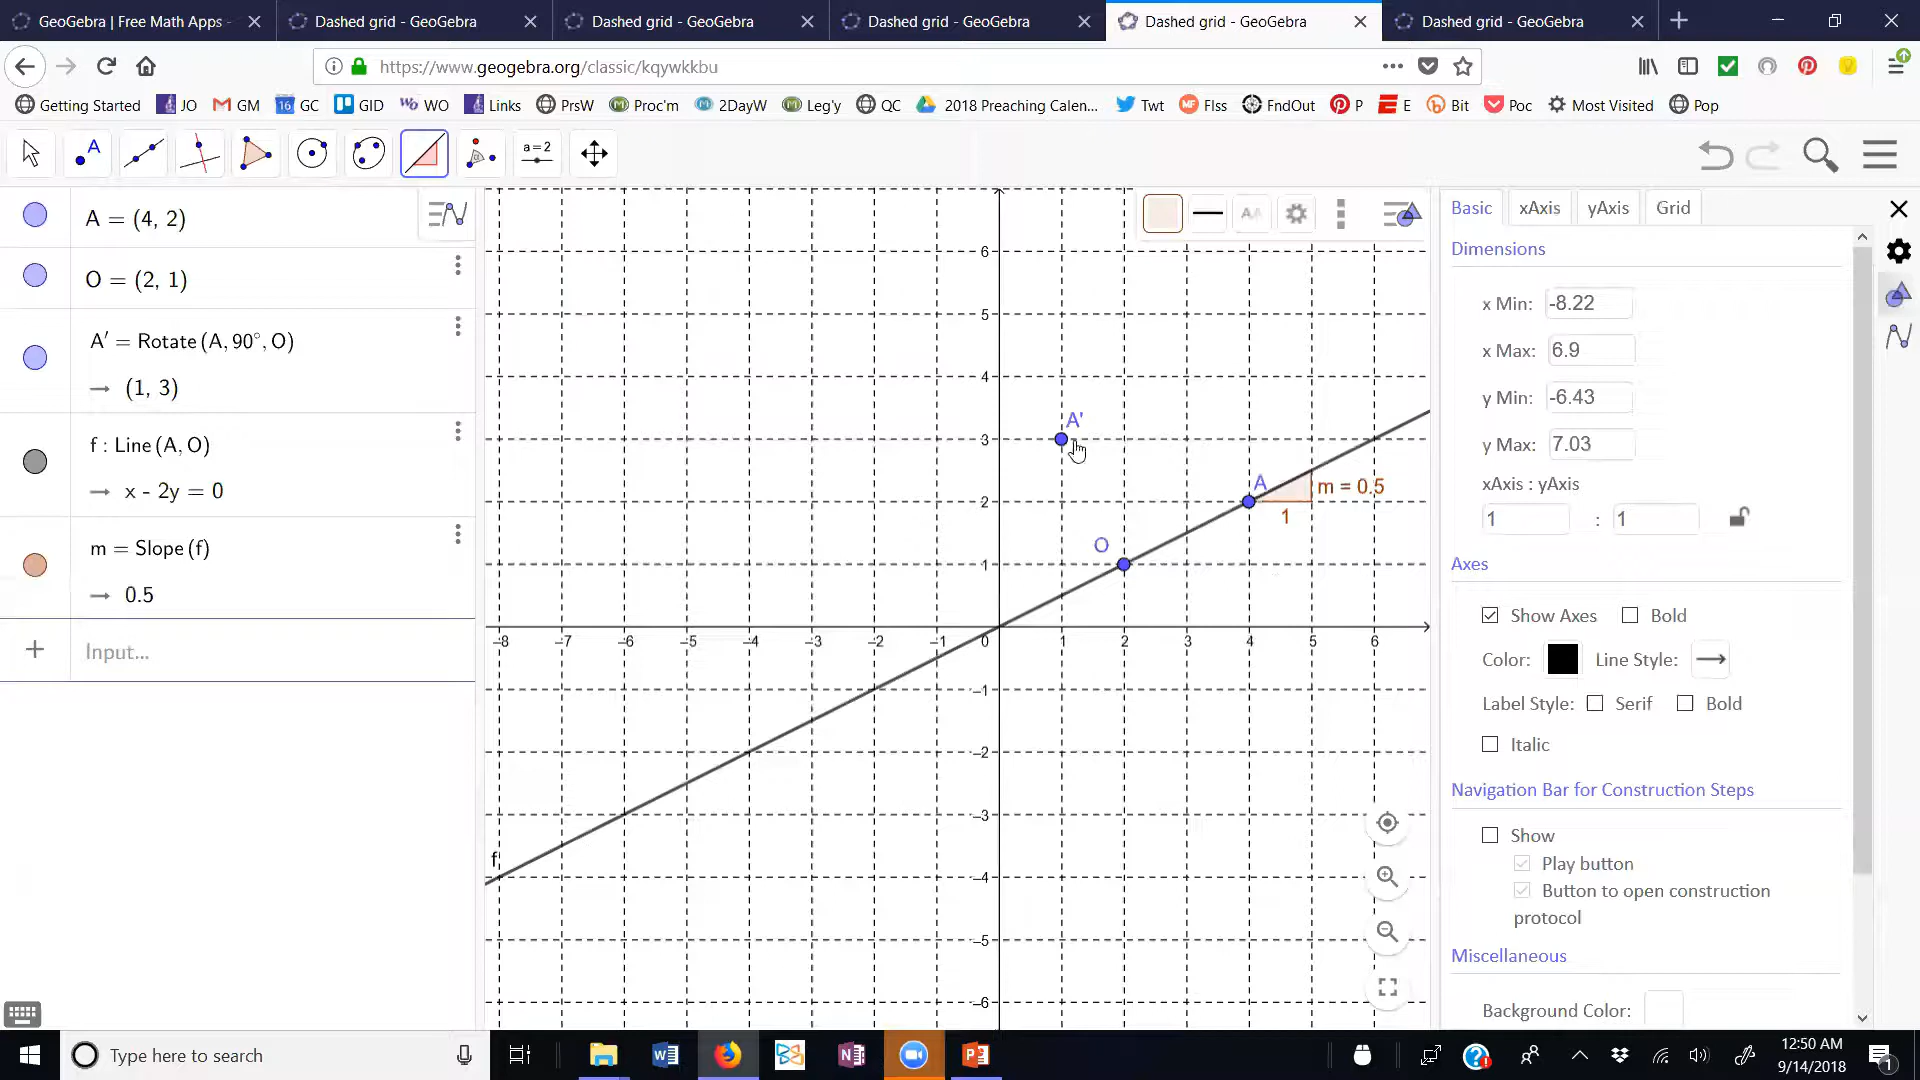 GeoGebra | Free Math Apps -
Dashed grid - GeoGebra
Dashed grid - GeoGebra
Dashed grid - GeoGebra
Dashed grid - GeoGebra
Dashed grid - GeoGebra
https://www.geogebra.org/classic/kqywkkbu
Getting Started JO GM 16 GC GID Wo WO Links PrsW Proc'm 2DayW Leg'y QC 2018 Preaching Calen... Twt MF Flss FndOut P E Bit Poc Most Visited Pop
A
a=2
A = (4, 2)
O = (2, 1)
A′ = Rotate (A, 90°, O)
→ (1, 3)
f : Line (A, O)
→ x - 2y = 0
m = Slope (f)
→ 0.5
+ Input...
AA
6
5
4
A'
3
A
m = 0.5
2
1
O
1
–8 –7 –6 –5 –4 –3 –2 –1 0 1 2 3 4 5 6
–1
–2
–3
f
–4
–5
–6
Basic xAxis yAxis Grid
Dimensions
x Min: -8.22
x Max: 6.9
y Min: -6.43
y Max: 7.03
xAxis : yAxis
1 : 1
Axes
Show Axes Bold
Color: Line Style:
Label Style: Serif Bold
Italic
Navigation Bar for Construction Steps
Show
Play button
Button to open construction
protocol
Miscellaneous
Background Color:
Type here to search
12:50 AM
9/14/2018
1